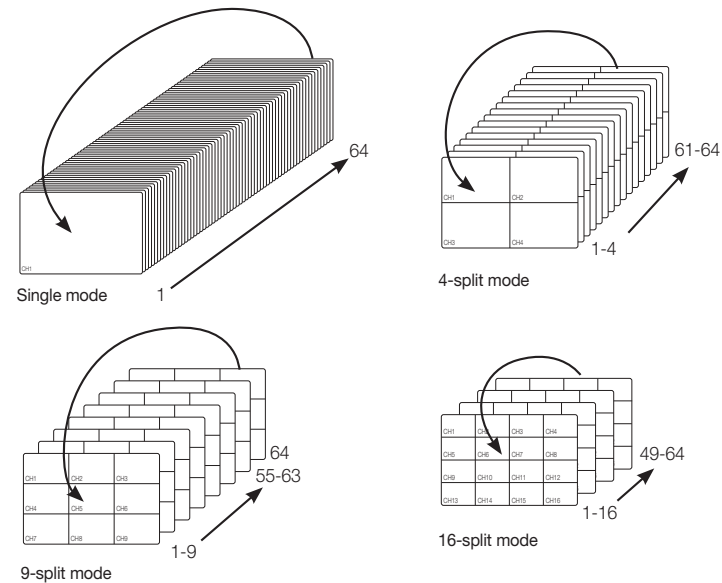 64
CH1
Single mode
1
61-64
CH1 CH2
CH3 CH4
1-4
4-split mode
64
55-63
CH1 CH2 CH3
CH4 CH5 CH6
CH7 CH8 CH9
1-9
9-split mode
49-64
CH1 CH2 CH3 CH4
CH5 CH6 CH7 CH8
CH9 CH10 CH11 CH12
CH13 CH14 CH15 CH16
1-16
16-split mode